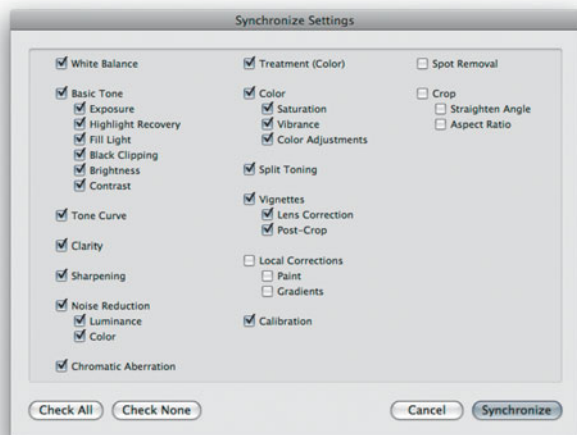 Synchronize Settings
White Balance
Basic Tone
Exposure
Highlight Recovery
Fill Light
Black Clipping
Brightness
Contrast
Tone Curve
Clarity
Sharpening
Noise Reduction
Luminance
Color
Chromatic Aberration
Treatment (Color)
Color
Saturation
Vibrance
Color Adjustments
Split Toning
Vignettes
Lens Correction
Post-Crop
Local Corrections
Paint
Gradients
Calibration
Spot Removal
Crop
Straighten Angle
Aspect Ratio
Check All
Check None
Cancel
Synchronize